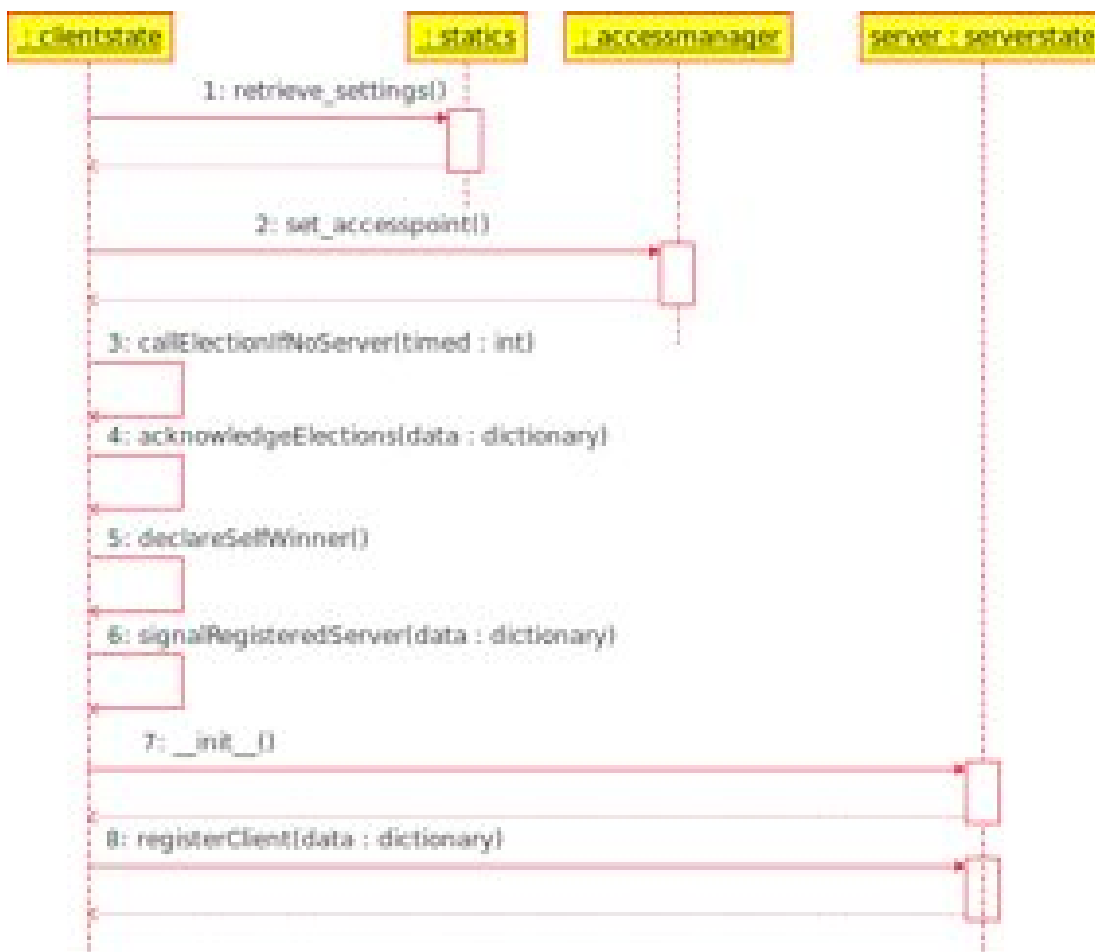 : clientstate
: statics
: accessmanager
server : serverstate
1: retrieve_settings()
2: set_accesspoint()
3: callElectionIfNoServer(timed : int)
4: acknowledgeElections(data : dictionary)
5: declareSelfWinner()
6: signalRegisteredServer(data : dictionary)
7: __init__()
8: registerClient(data : dictionary)